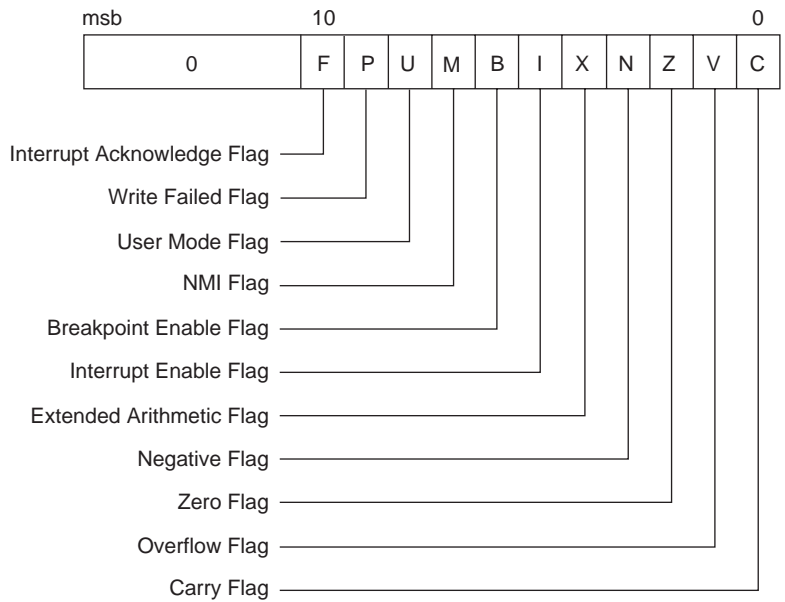 msb 10 0
0 F P U M B I X N Z V C
Interrupt Acknowledge Flag
Write Failed Flag
User Mode Flag
NMI Flag
Breakpoint Enable Flag
Interrupt Enable Flag
Extended Arithmetic Flag
Negative Flag
Zero Flag
Overflow Flag
Carry Flag